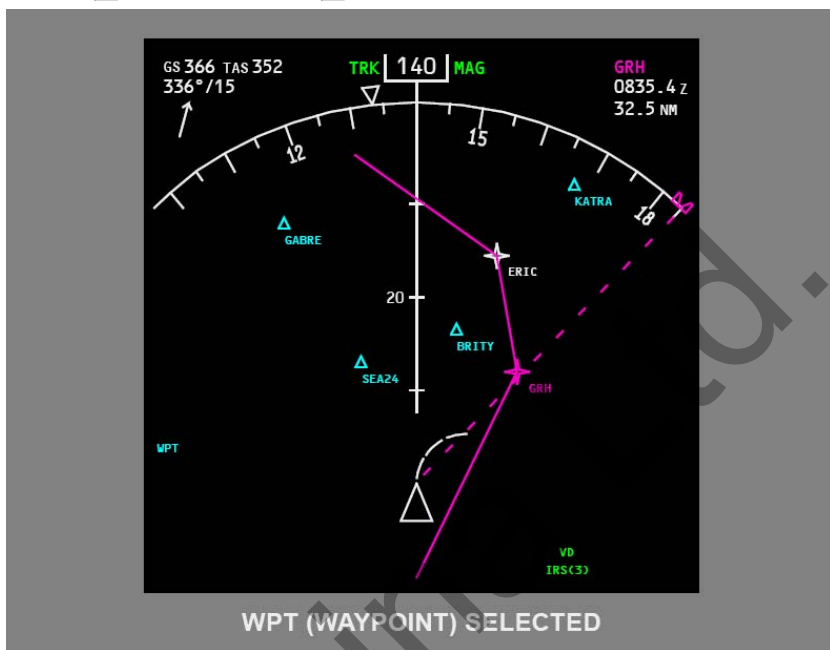 GS 366 TAS 352
336°/15
TRK 140 MAG
GRH
0835.4 Z
32.5 NM
12
15
18
KATRA
GABRE
ERIC
20
BRITY
SEA24
GRH
WPT
VD
IRS(3)
WPT (WAYPOINT) SELECTED